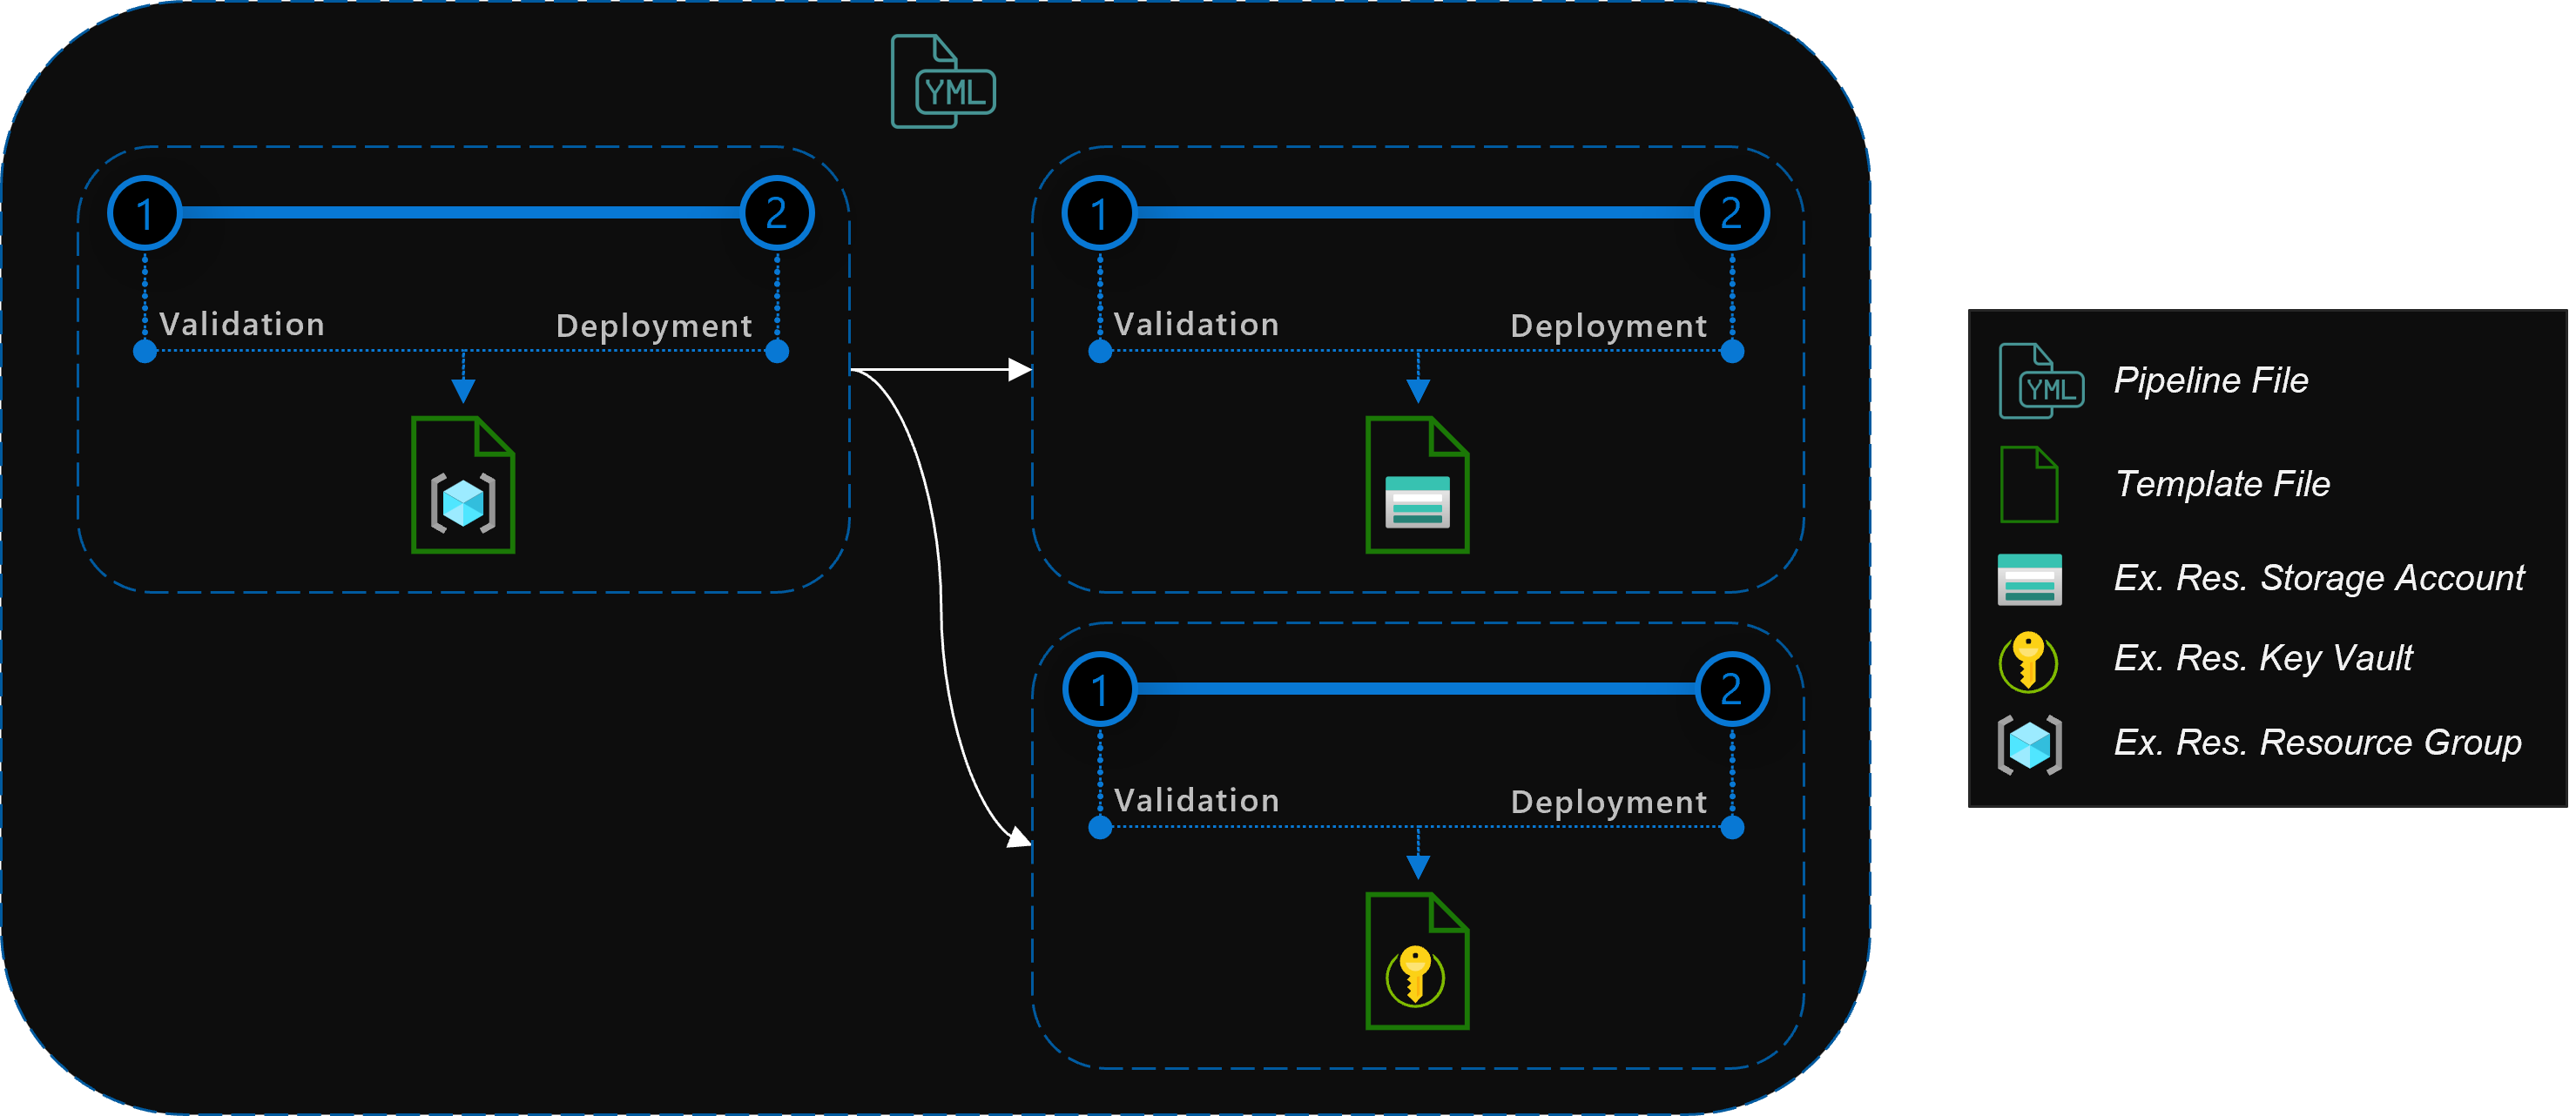 YML
1
2
Validation
Deployment
1
2
Validation
Deployment
1
2
Validation
Deployment
YML
Pipeline File
Template File
Ex. Res. Storage Account
Ex. Res. Key Vault
Ex. Res. Resource Group